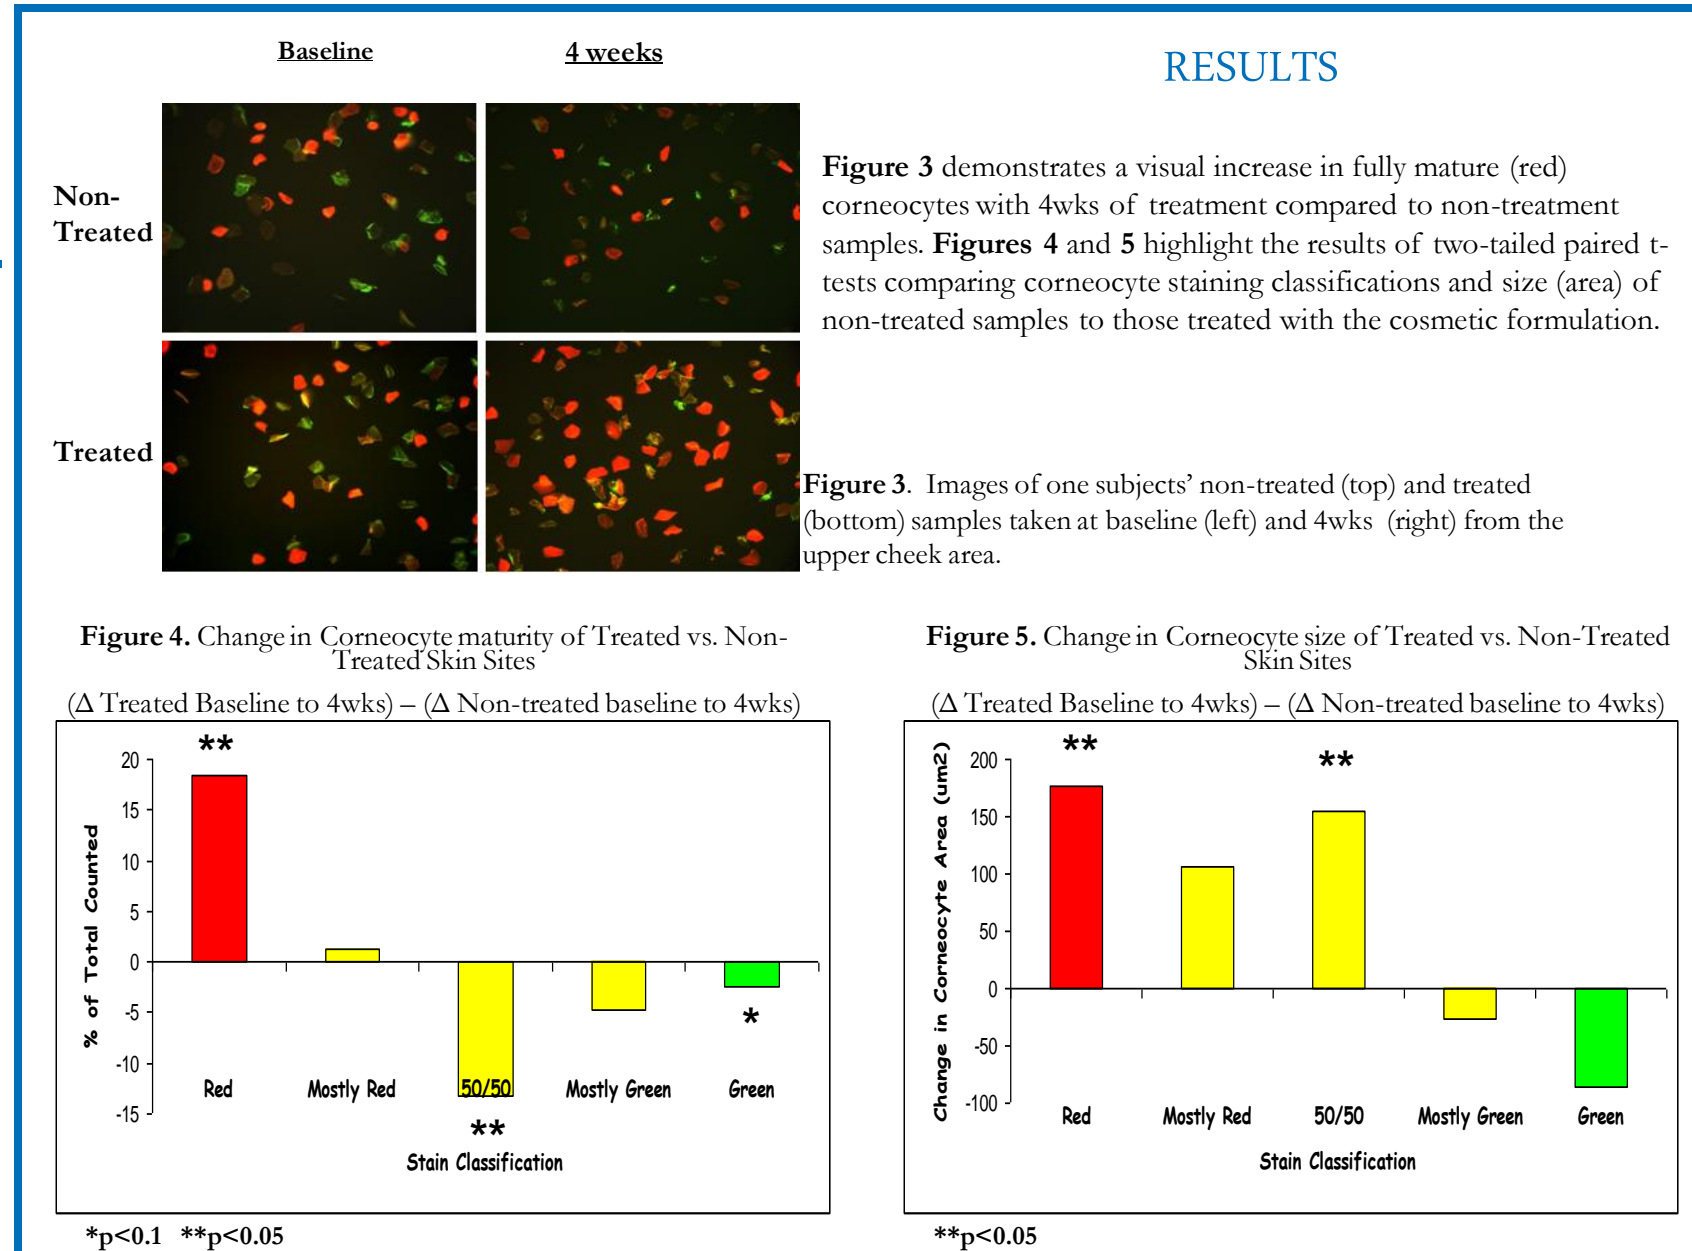 Baseline
4 weeks
Non-
Treated
Treated
RESULTS
Figure 3 demonstrates a visual increase in fully mature (red)
corneocytes with 4wks of treatment compared to non-treatment
samples. Figures 4 and 5 highlight the results of two-tailed paired t-
tests comparing corneocyte staining classifications and size (area) of
non-treated samples to those treated with the cosmetic formulation.
Figure 3. Images of one subjects’ non-treated (top) and treated
(bottom) samples taken at baseline (left) and 4wks (right) from the
upper cheek area.
Figure 4. Change in Corneocyte maturity of Treated vs. Non-
Treated Skin Sites
(Δ Treated Baseline to 4wks) – (Δ Non-treated baseline to 4wks)
% of Total Counted
20
15
10
5
0
-5
-10
-15
**
**
*
Red
Mostly Red
50/50
Mostly Green
Green
Stain Classification
*p<0.1 **p<0.05
Figure 5. Change in Corneocyte size of Treated vs. Non-Treated
Skin Sites
(Δ Treated Baseline to 4wks) – (Δ Non-treated baseline to 4wks)
Change in Corneocyte Area (um2)
200
150
100
50
0
-50
-100
**
**
Red
Mostly Red
50/50
Mostly Green
Green
Stain Classification
**p<0.05